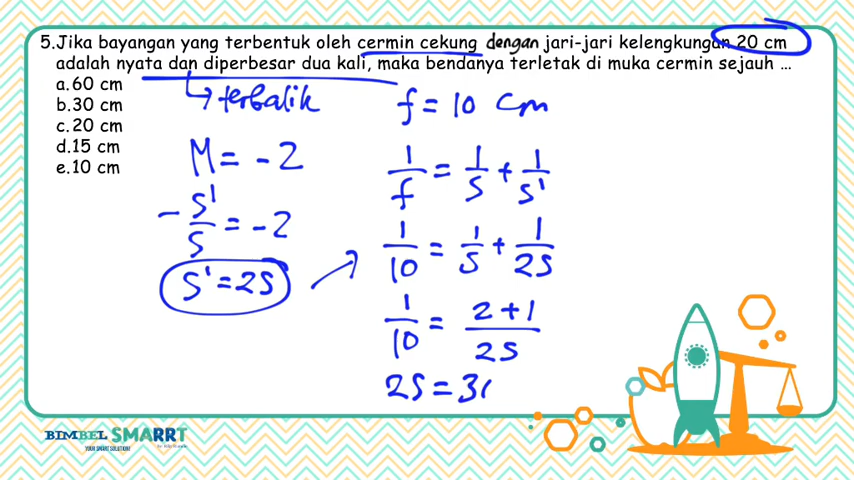 5.Jika bayangan yang terbentuk oleh cermin cekung dengan jari-jari kelengkungan 20 cm
adalah nyata dan diperbesar dua kali, maka bendanya terletak di muka cermin sejauh ...
a.60 cm
b.30 cm
c.20 cm
d.15 cm
e.10 cm
↳ terbalik
M = -2
-S'/S = -2
S' = 2S
f = 10 cm
1/f = 1/S + 1/S'
1/10 = 1/S + 1/2S
1/10 = 2+1/2S
2S = 30
BIMBEL SMARRT
YOUR SMART SOLUTION!